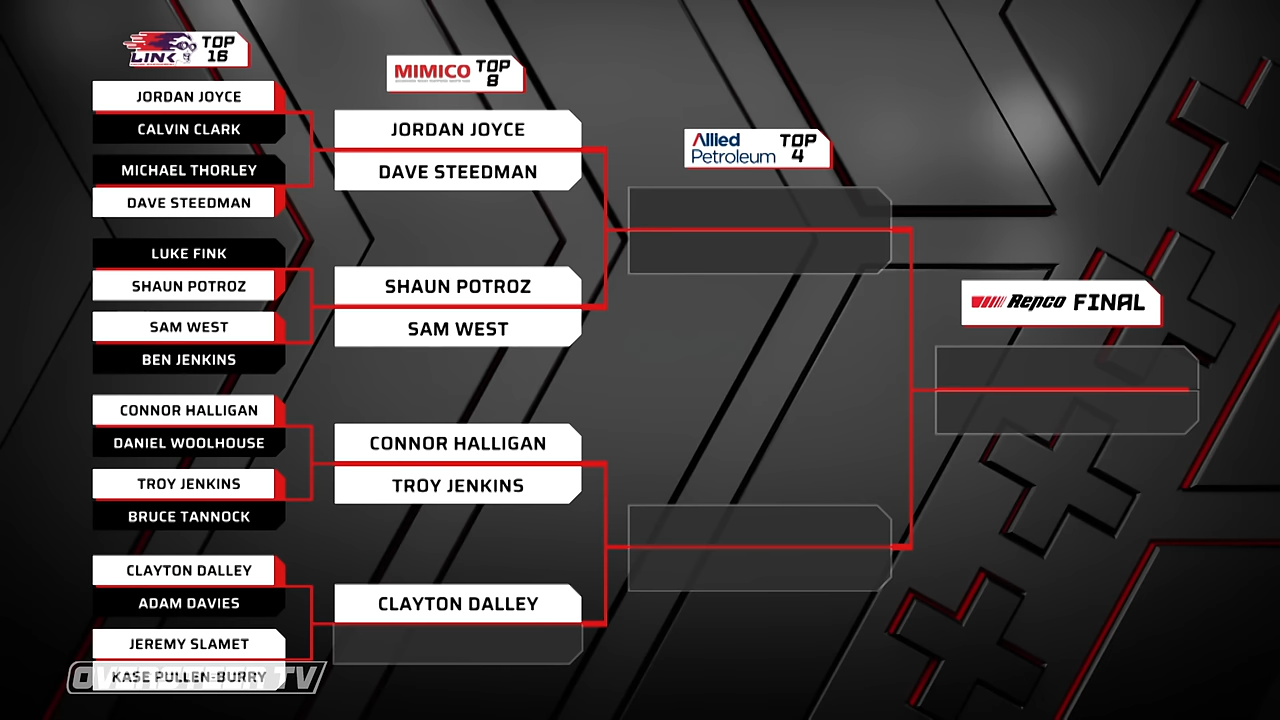 LINK TOP 16
JORDAN JOYCE
CALVIN CLARK
MICHAEL THORLEY
DAVE STEEDMAN
LUKE FINK
SHAUN POTROZ
SAM WEST
BEN JENKINS
CONNOR HALLIGAN
DANIEL WOOLHOUSE
TROY JENKINS
BRUCE TANNOCK
CLAYTON DALLEY
ADAM DAVIES
JEREMY SLAMET
KASE PULLEN-BURRY
MIMICO TOP 8
JORDAN JOYCE
DAVE STEEDMAN
SHAUN POTROZ
SAM WEST
CONNOR HALLIGAN
TROY JENKINS
CLAYTON DALLEY
Allied Petroleum TOP 4
Repco FINAL